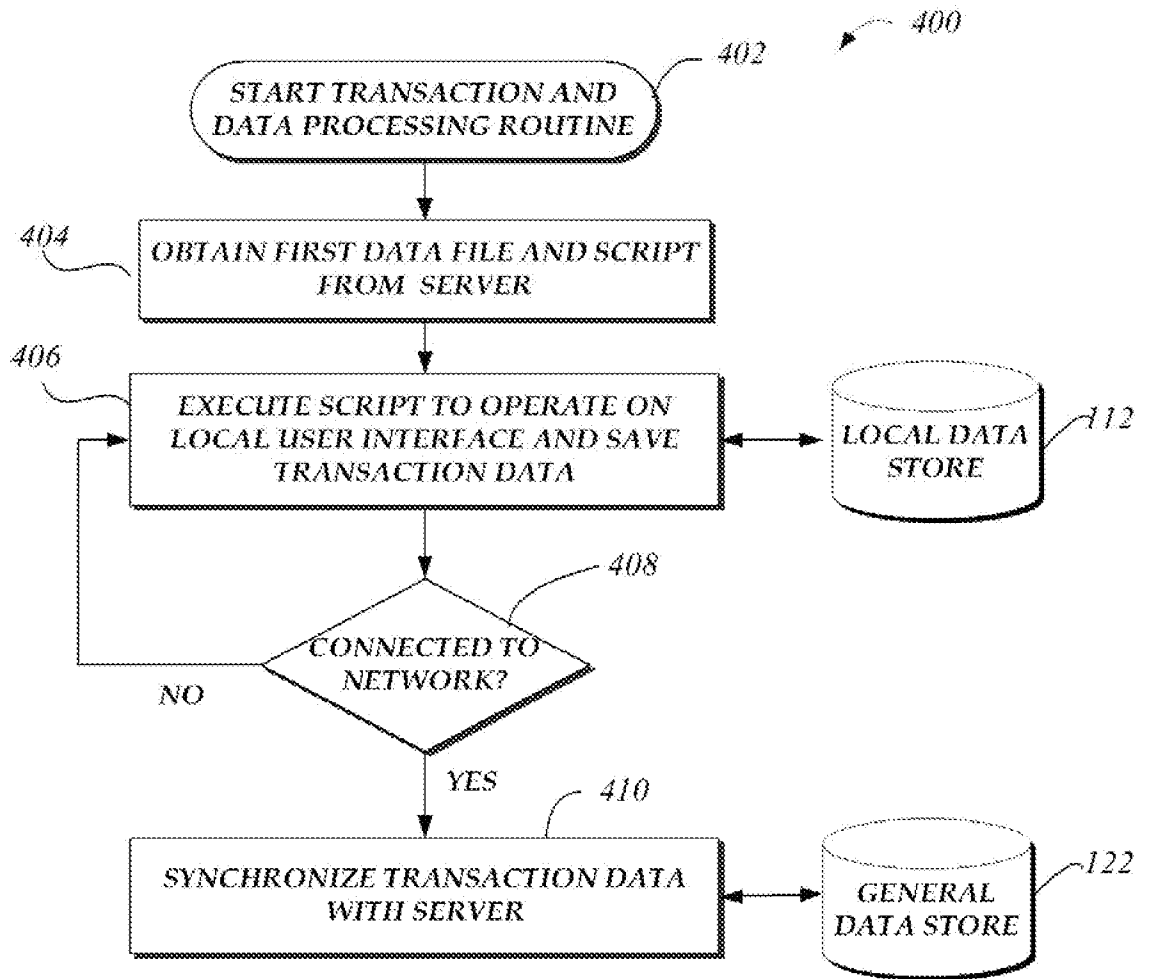 400
402
START TRANSACTION AND
DATA PROCESSING ROUTINE
404
OBTAIN FIRST DATA FILE AND SCRIPT
FROM SERVER
406
EXECUTE SCRIPT TO OPERATE ON
LOCAL USER INTERFACE AND SAVE
TRANSACTION DATA
LOCAL DATA
STORE
112
408
CONNECTED TO
NETWORK?
NO
YES
410
SYNCHRONIZE TRANSACTION DATA
WITH SERVER
GENERAL
DATA STORE
122